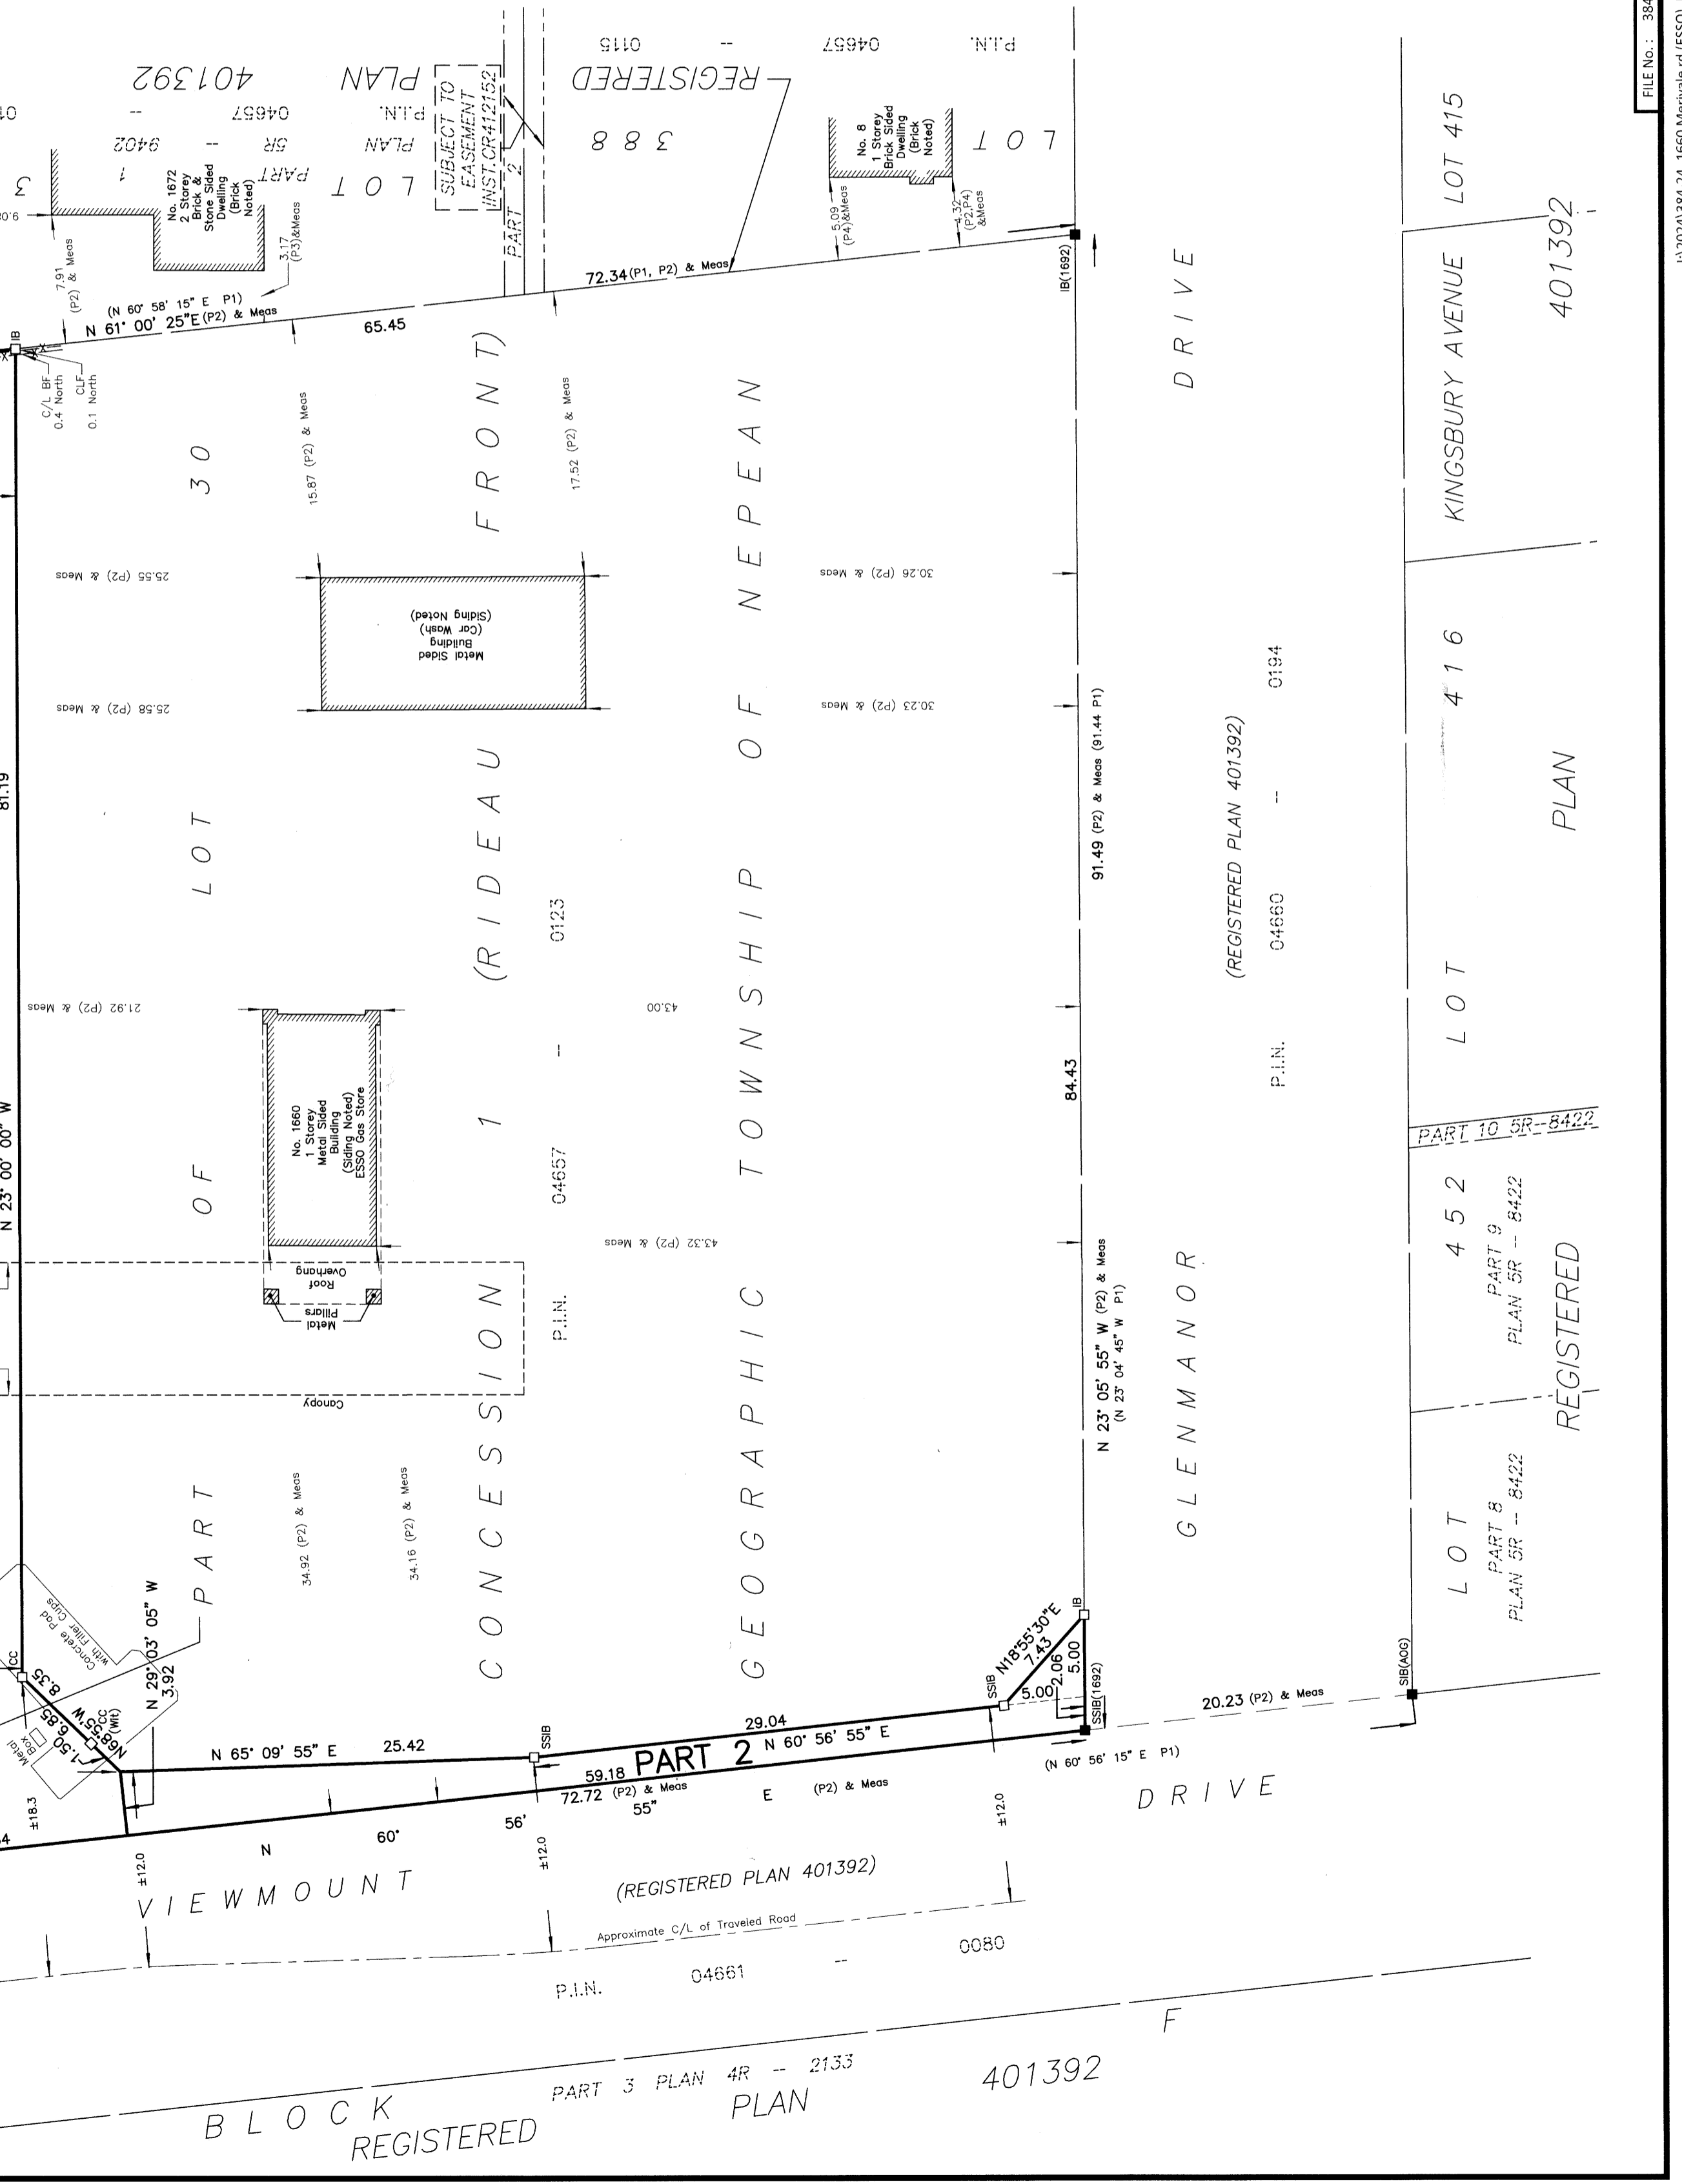 FILE No.: 384
P.I.N.
04657
--
0115
REGISTERED
PLAN
401392
P.I.N.
04657
--
PLAN
5R
--
9402
PART
1
LOT
388
LOT
3
SUBJECT TO
EASEMENT
INST.CR412152
PART 2
No. 8
1 Storey
Brick Sided
Dwelling
(Brick
Noted)
No. 1672
2 Storey
Brick &
Stone Sided
Dwelling
(Brick
Noted)
5.09
(P4)&Meas
4.32
(P2,P4)
&Meas
3.17
(P3)&Meas
7.91
(P2) & Meas
(N 60° 58' 15" E P1)
N 61° 00' 25"E(P2) & Meas
65.45
72.34(P1, P2) & Meas
IB(1692)
IB
C/L BF
0.4 North
CLF
0.1 North
15.87 (P2) & Meas
17.52 (P2) & Meas
25.55 (P2) & Meas
25.58 (P2) & Meas
30.26 (P2) & Meas
30.23 (P2) & Meas
Metal Sided
Building
(Car Wash)
(Siding Noted)
81.19
N 23° 00' 00" W
PART OF LOT 30
CONCESSION 1 (RIDEAU FRONT)
GEOGRAPHIC TOWNSHIP OF NEPEAN
P.I.N. 04657 -- 0123
21.92 (P2) & Meas
43.00
43.32 (P2) & Meas
No. 1660
1 Storey
Metal Sided
Building
(Siding Noted)
ESSO Gas Store
Roof
Overhang
Metal
Pillars
Canopy
34.92 (P2) & Meas
34.16 (P2) & Meas
91.49 (P2) & Meas (91.44 P1)
84.43
N 23° 05' 55" W (P2) & Meas
(N 23° 04' 45" W P1)
GLENMANOR DRIVE
(REGISTERED PLAN 401392)
P.I.N. 04660 -- 0194
KINGSBURY AVENUE
LOT 415
LOT 416
LOT 452
REGISTERED PLAN 401392
PART 10 5R--8422
PART 9
PLAN 5R -- 8422
PART 8
PLAN 5R -- 8422
SIB(AOG)
20.23 (P2) & Meas
Concrete Pad
with Filler Cups
CC
8.35
6.85
1.50
N68°55'W
CC
(Wit)
Metal
Box
N 29° 03' 05" W
3.92
N 65° 09' 55" E
25.42
SSIB
29.04
N 60° 56' 55" E
PART 2
59.18
72.72 (P2) & Meas
N 60° 56' 55" E (P2) & Meas
SSIB
N18°55'30"E
7.43
IB
5.00
2.06
5.00
SSIB(1692)
(N 60° 56' 15" E P1)
±18.3
±12.0
±12.0
±12.0
VIEWMOUNT DRIVE
(REGISTERED PLAN 401392)
Approximate C/L of Traveled Road
P.I.N. 04661 -- 0080
PART 3 PLAN 4R -- 2133
BLOCK F
REGISTERED PLAN 401392